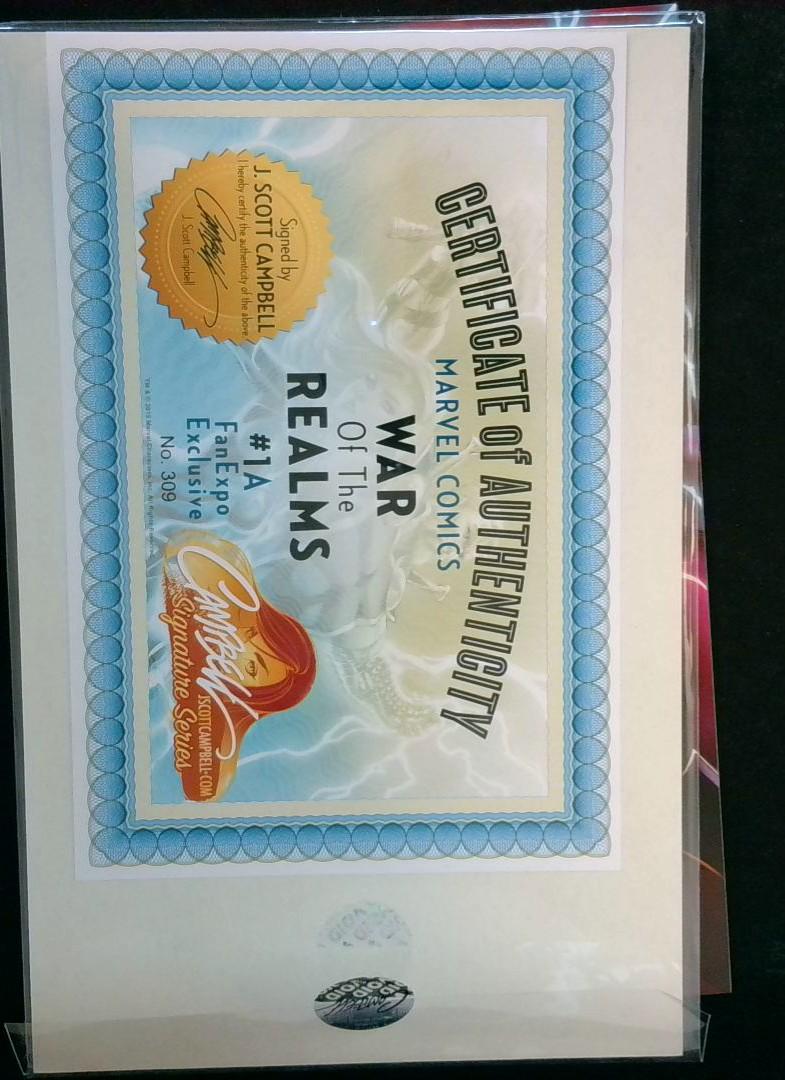 CERTIFICATE of AUTHENTICITY
MARVEL COMICS
WAR
Of The
REALMS
#1A
FanExpo
Exclusive
No. 309
Signed by
J. SCOTT CAMPBELL
I hereby certify the authenticity of the above
J. Scott Campbell
CAMPBELL
JSCOTTCAMPBELL.COM
Signature Series